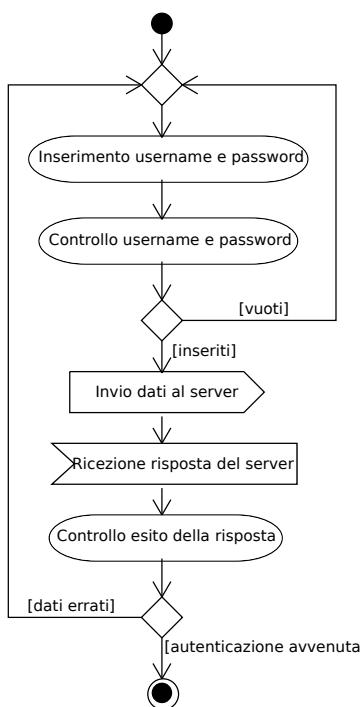 Inserimento username e password
Controllo username e password
[vuoti]
[inseriti]
Invio dati al server
Ricezione risposta del server
Controllo esito della risposta
[dati errati]
[autenticazione avvenuta